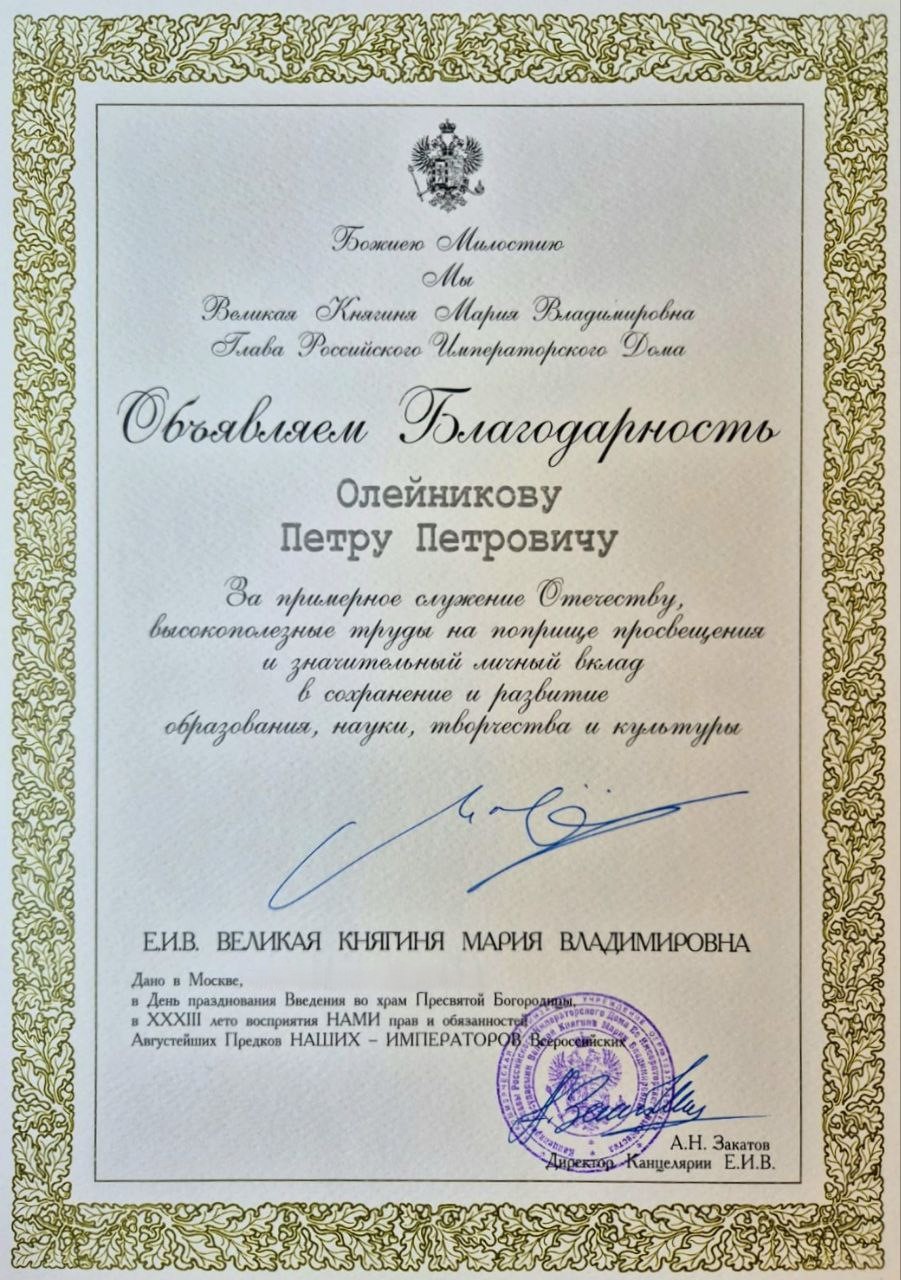 Божиею Милостию
Мы
Великая Княгиня Мария Владимировна
Глава Российского Императорского Дома
Объявляем Благодарность
Олейникову
Петру Петровичу
За примерное служение Отечеству,
высокополезные труды на поприще просвещения
и значительный личный вклад
в сохранение и развитие
образования, науки, творчества и культуры
Е.И.В. ВЕЛИКАЯ КНЯГИНЯ МАРИЯ ВЛАДИМИРОВНА
Дано в Москве,
в День празднования Введения во храм Пресвятой Богородицы,
в XXXIII лето восприятия НАМИ прав и обязанностей
Августейших Предков НАШИХ – ИМПЕРАТОРОВ Всероссийских
А.Н. Закатов
Директор Канцелярии Е.И.В.